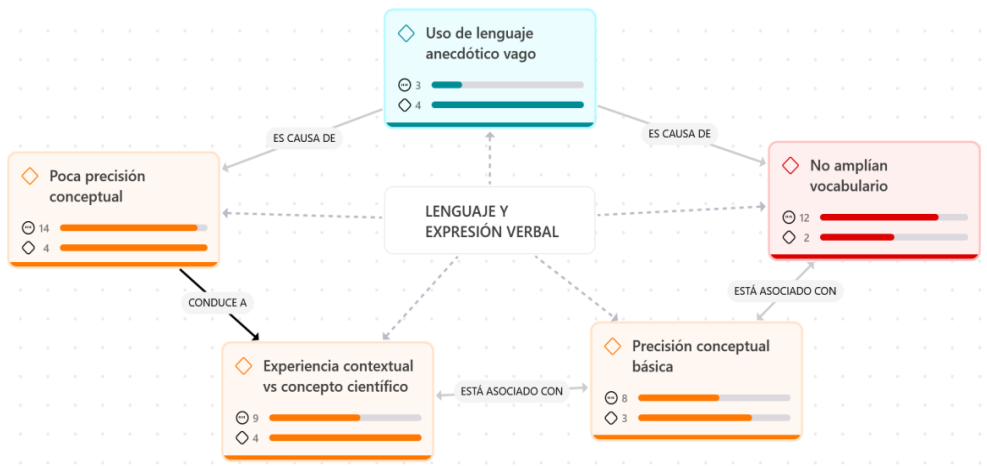 Uso de lenguaje
anecdótico vago
3
4
ES CAUSA DE
ES CAUSA DE
Poca precisión
conceptual
14
4
LENGUAJE Y
EXPRESIÓN VERBAL
No amplían
vocabulario
12
2
CONDUCE A
ESTÁ ASOCIADO CON
Experiencia contextual
vs concepto científico
9
4
ESTÁ ASOCIADO CON
Precisión conceptual
básica
8
3